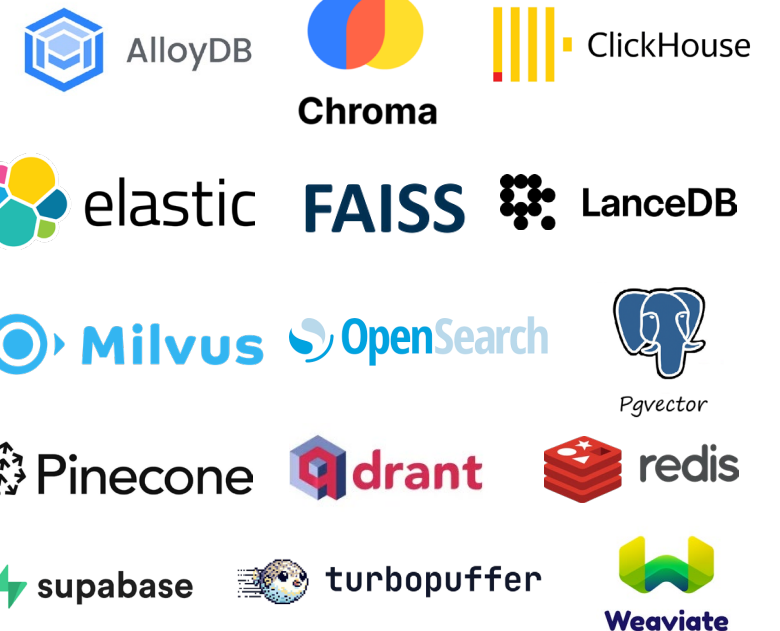 AlloyDB
Chroma
ClickHouse
elastic
FAISS
LanceDB
Milvus
OpenSearch
Pgvector
Pinecone
qdrant
redis
supabase
turbopuffer
Weaviate